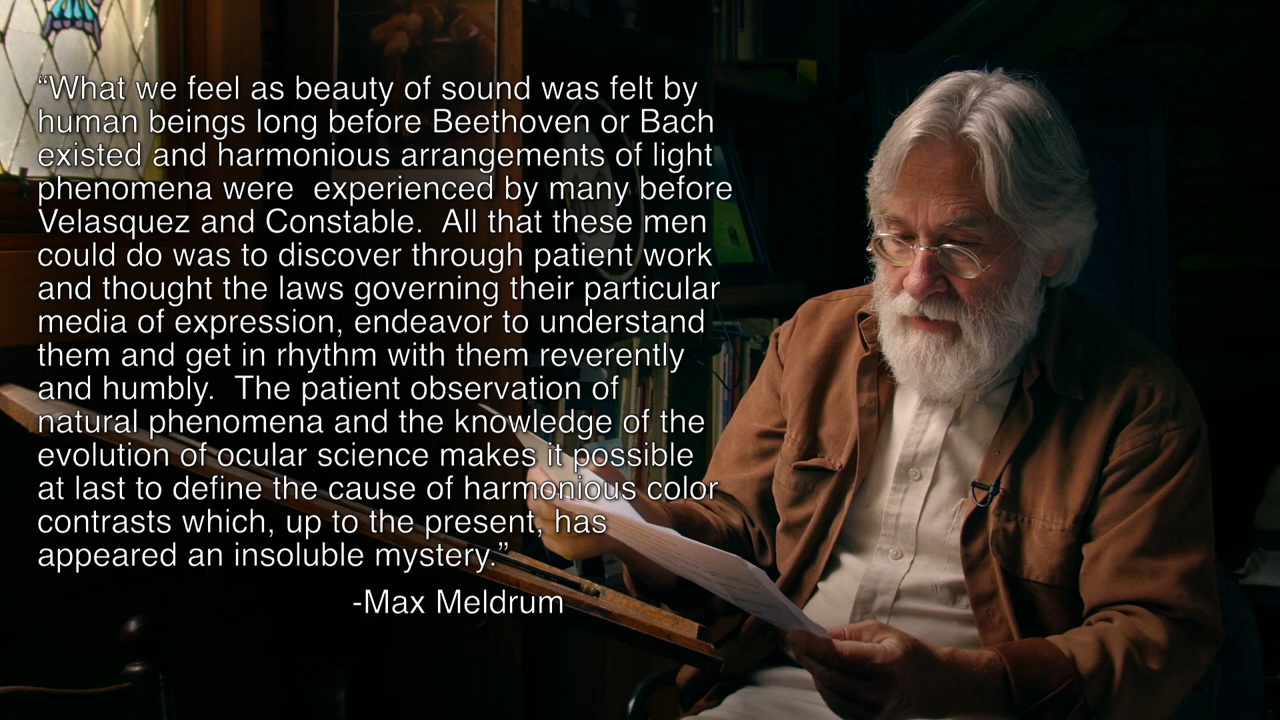 “What we feel as beauty of sound was felt by
human beings long before Beethoven or Bach
existed and harmonious arrangements of light
phenomena were  experienced by many before
Velasquez and Constable.  All that these men
could do was to discover through patient work
and thought the laws governing their particular
media of expression, endeavor to understand
them and get in rhythm with them reverently
and humbly.  The patient observation of
natural phenomena and the knowledge of the
evolution of ocular science makes it possible
at last to define the cause of harmonious color
contrasts which, up to the present, has
appeared an insoluble mystery.”
-Max Meldrum